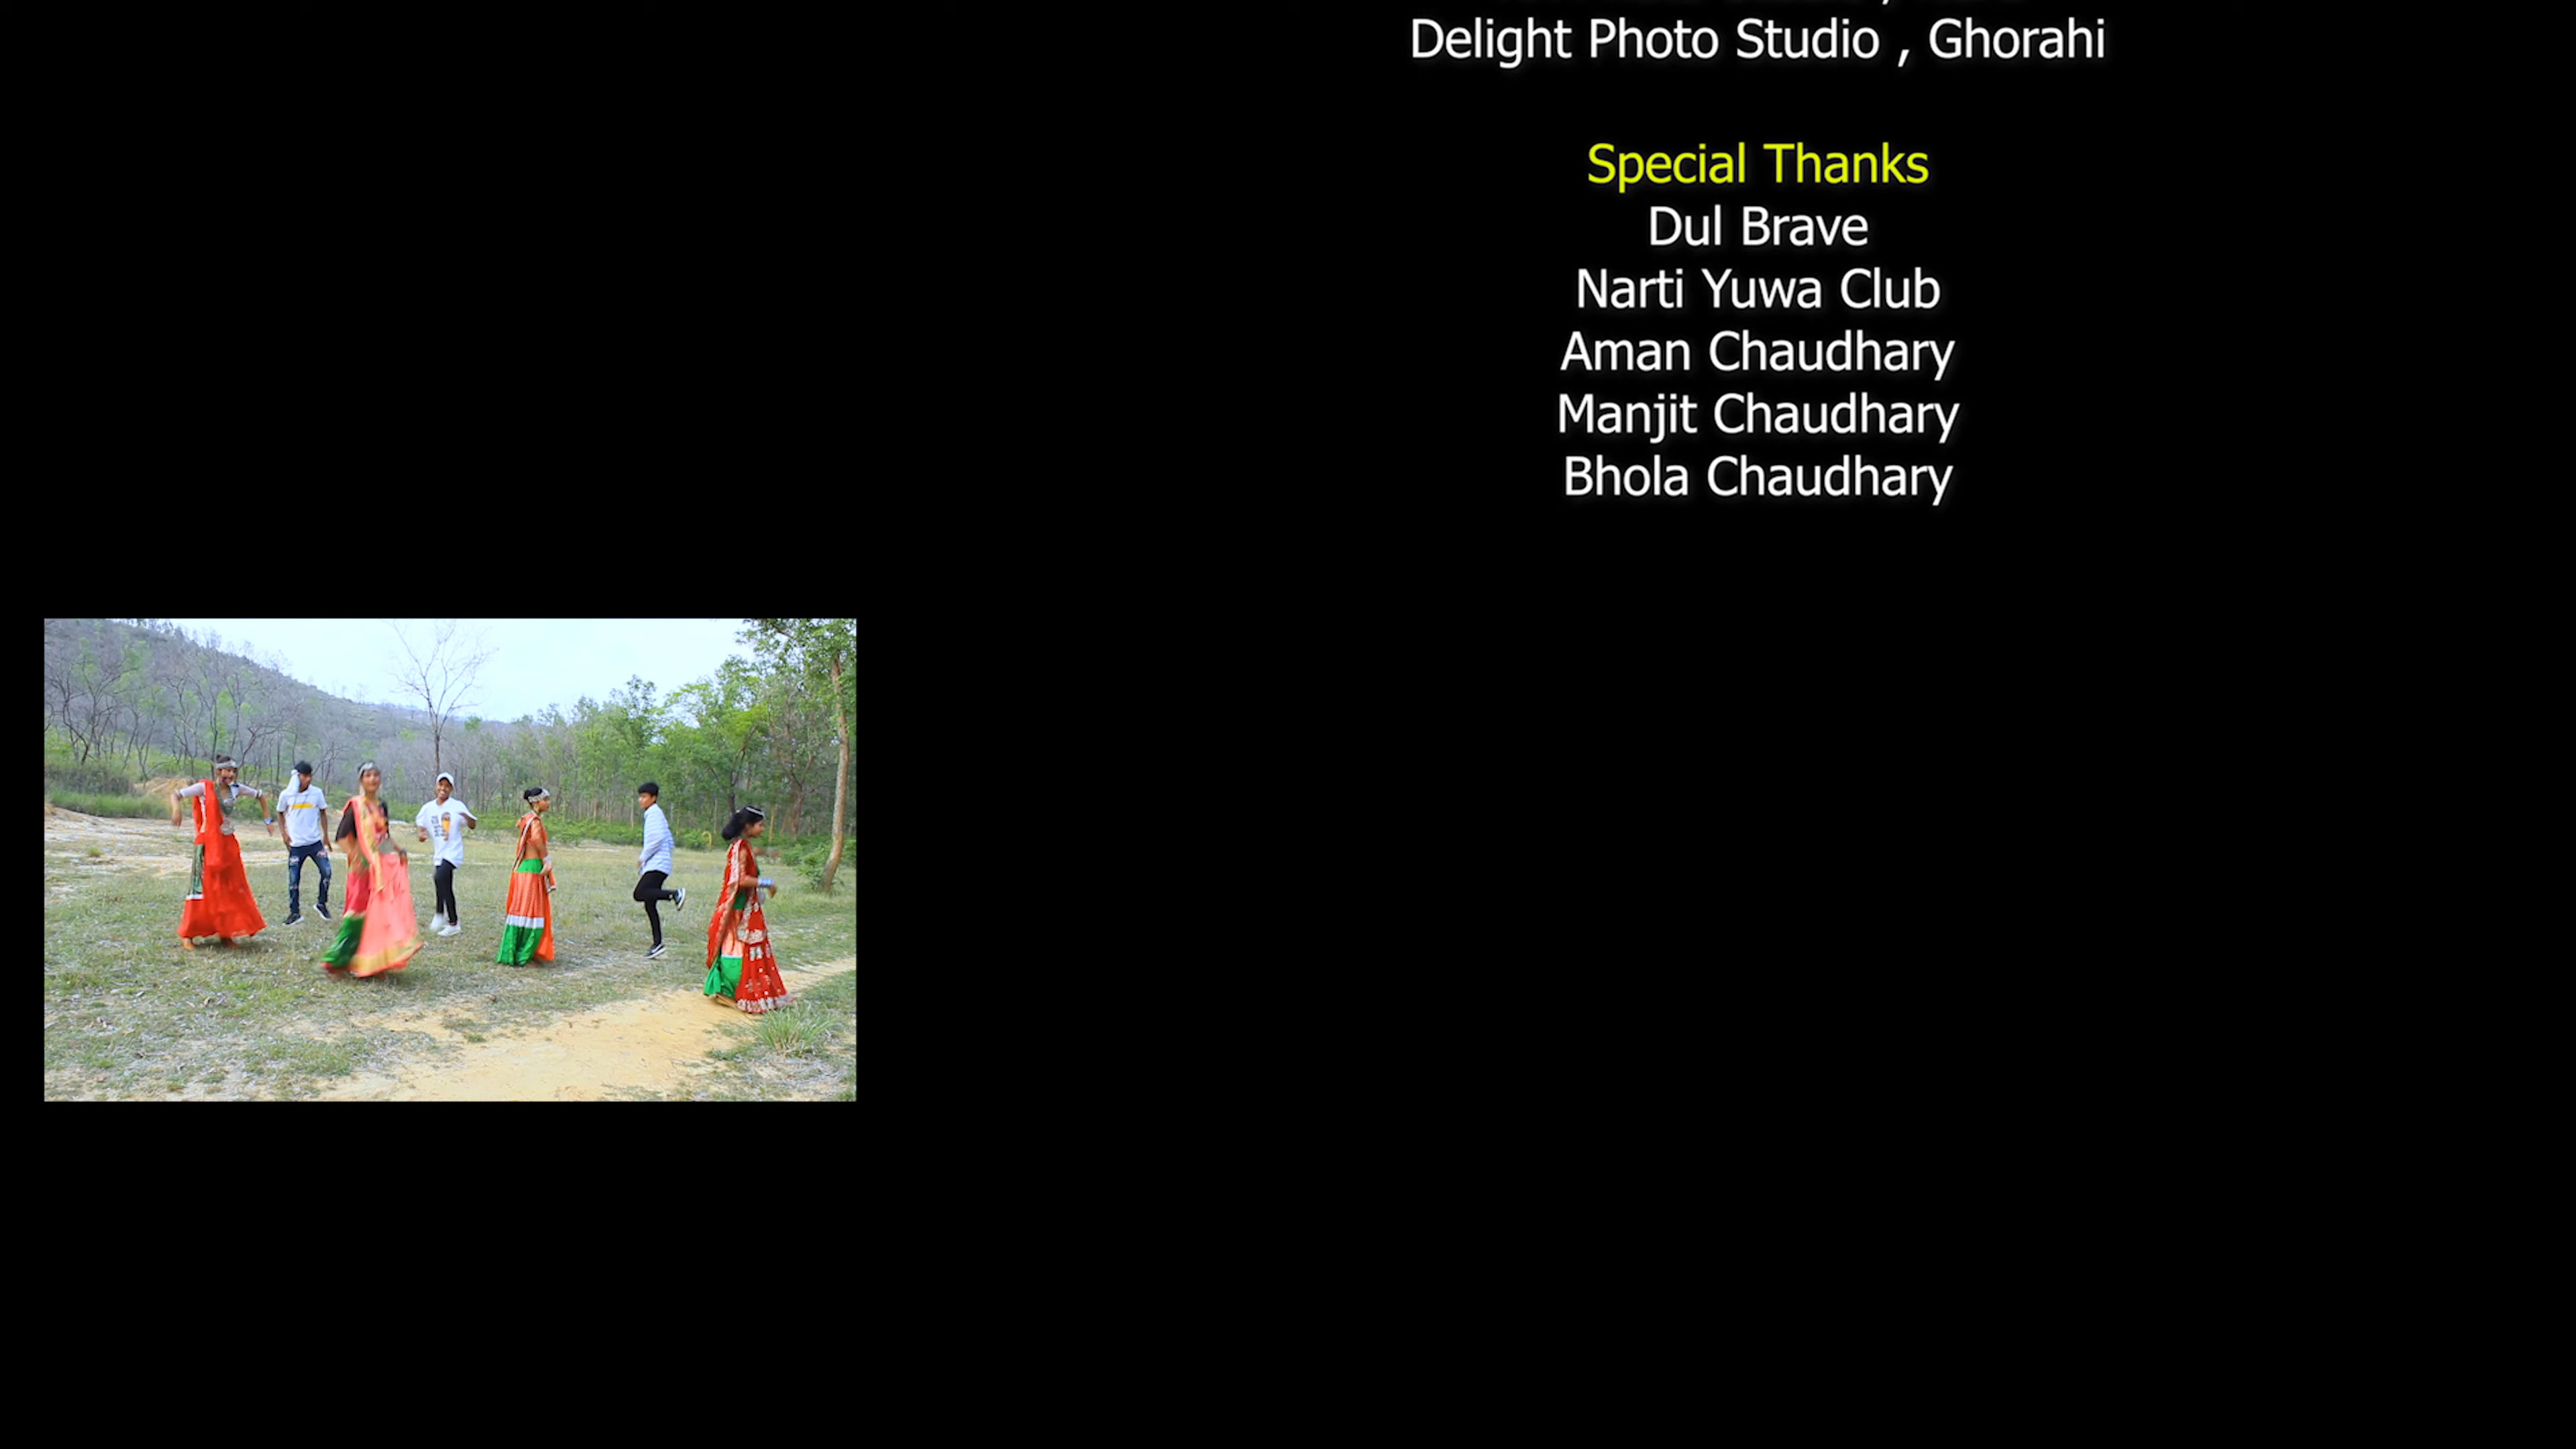 Delight Photo Studio , Ghorahi
Special Thanks
Dul Brave
Narti Yuwa Club
Aman Chaudhary
Manjit Chaudhary
Bhola Chaudhary